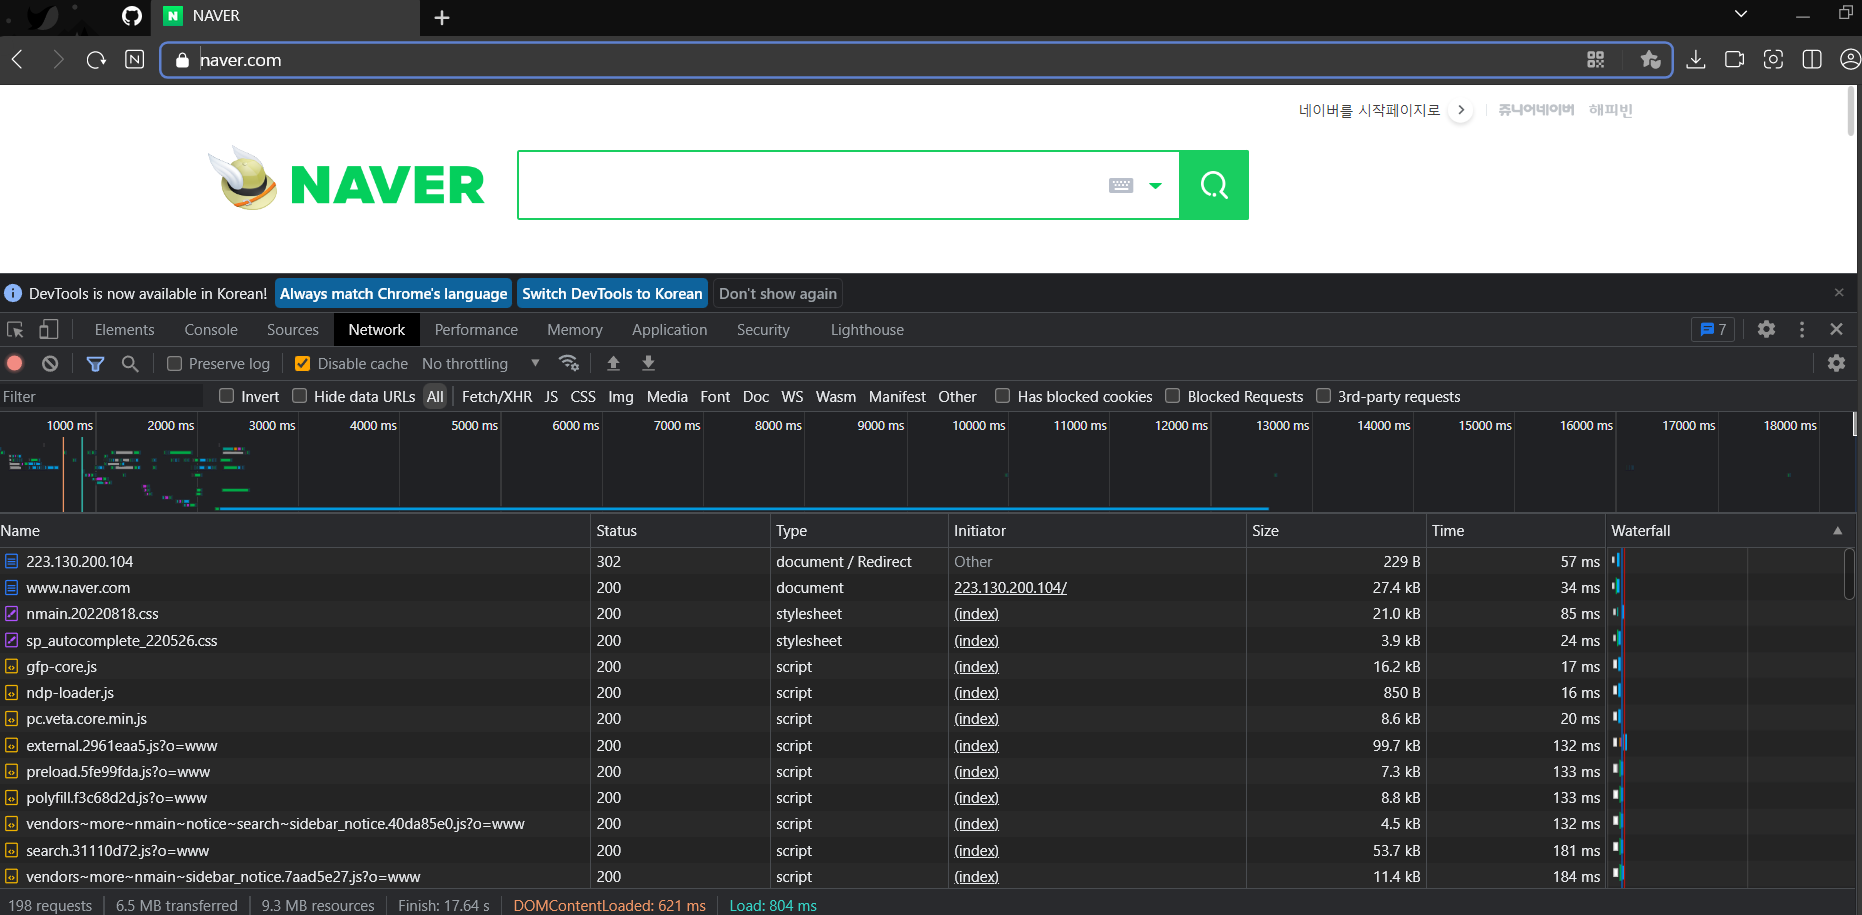 NAVER
naver.com
네이버를 시작페이지로 쥬니어네이버 해피빈
NAVER
DevTools is now available in Korean! Always match Chrome's language Switch DevTools to Korean Don't show again
Elements Console Sources Network Performance Memory Application Security Lighthouse 7
Preserve log Disable cache No throttling
Filter Invert Hide data URLs All Fetch/XHR JS CSS Img Media Font Doc WS Wasm Manifest Other Has blocked cookies Blocked Requests 3rd-party requests
1000 ms 2000 ms 3000 ms 4000 ms 5000 ms 6000 ms 7000 ms 8000 ms 9000 ms 10000 ms 11000 ms 12000 ms 13000 ms 14000 ms 15000 ms 16000 ms 17000 ms 18000 ms
Name Status Type Initiator Size Time Waterfall
223.130.200.104 302 document / Redirect Other 229 B 57 ms
www.naver.com 200 document 223.130.200.104/ 27.4 kB 34 ms
nmain.20220818.css 200 stylesheet (index) 21.0 kB 85 ms
sp_autocomplete_220526.css 200 stylesheet (index) 3.9 kB 24 ms
gfp-core.js 200 script (index) 16.2 kB 17 ms
ndp-loader.js 200 script (index) 850 B 16 ms
pc.veta.core.min.js 200 script (index) 8.6 kB 20 ms
external.2961eaa5.js?o=www 200 script (index) 99.7 kB 132 ms
preload.5fe99fda.js?o=www 200 script (index) 7.3 kB 133 ms
polyfill.f3c68d2d.js?o=www 200 script (index) 8.8 kB 133 ms
vendors~more~nmain~notice~search~sidebar_notice.40da85e0.js?o=www 200 script (index) 4.5 kB 132 ms
search.31110d72.js?o=www 200 script (index) 53.7 kB 181 ms
vendors~more~nmain~sidebar_notice.7aad5e27.js?o=www 200 script (index) 11.4 kB 184 ms
198 requests 6.5 MB transferred 9.3 MB resources Finish: 17.64 s DOMContentLoaded: 621 ms Load: 804 ms